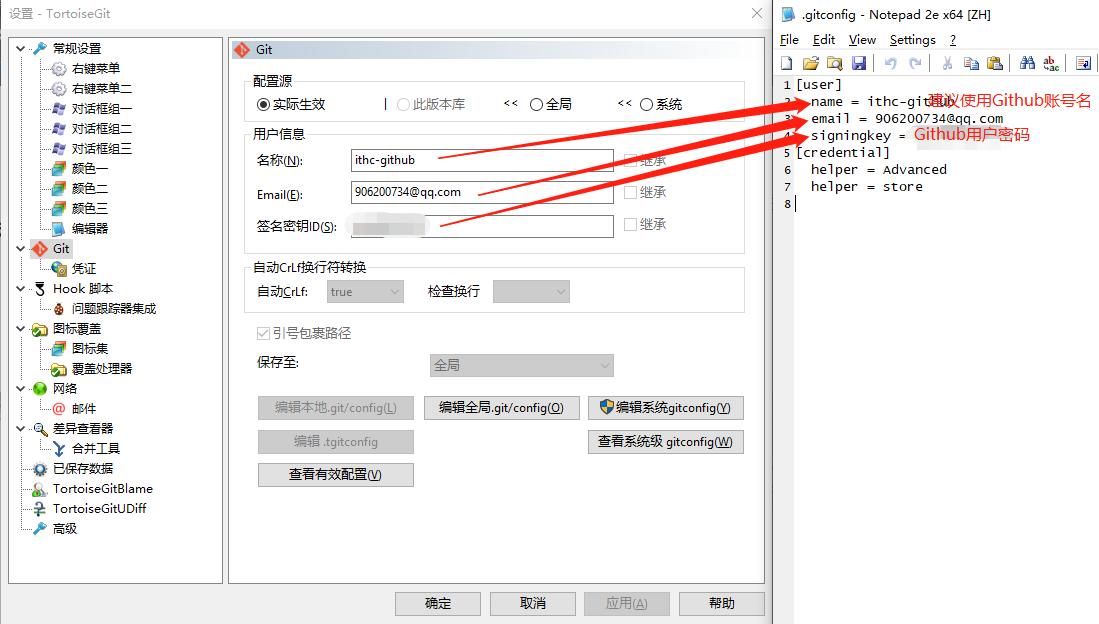 设置 - TortoiseGit
常规设置
右键菜单
右键菜单二
对话框组一
对话框组二
对话框组三
颜色一
颜色二
颜色三
编辑器
Git
凭证
Hook 脚本
问题跟踪器集成
图标覆盖
图标集
覆盖处理器
网络
邮件
差异查看器
合并工具
已保存数据
TortoiseGitBlame
TortoiseGitUDiff
高级
Git
配置源
实际生效 | 此版本库 << 全局 << 系统
用户信息
名称(N): ithc-github 继承
Email(E): 906200734@qq.com 继承
签名密钥ID(S): 继承
自动CrLf换行符转换
自动CrLf: true 检查换行
引号包裹路径
保存至: 全局
编辑本地.git/config(L) 编辑全局.git/config(O) 编辑系统gitconfig(Y)
编辑 .tgitconfig 查看系统级 gitconfig(W)
查看有效配置(V)
确定 取消 应用(A) 帮助
.gitconfig - Notepad 2e x64 [ZH]
File Edit View Settings ?
1 [user]
2 name = ithc-github 建议使用Github账号名
3 email = 906200734@qq.com
4 signingkey = Github用户密码
5 [credential]
6 helper = Advanced
7 helper = store
8